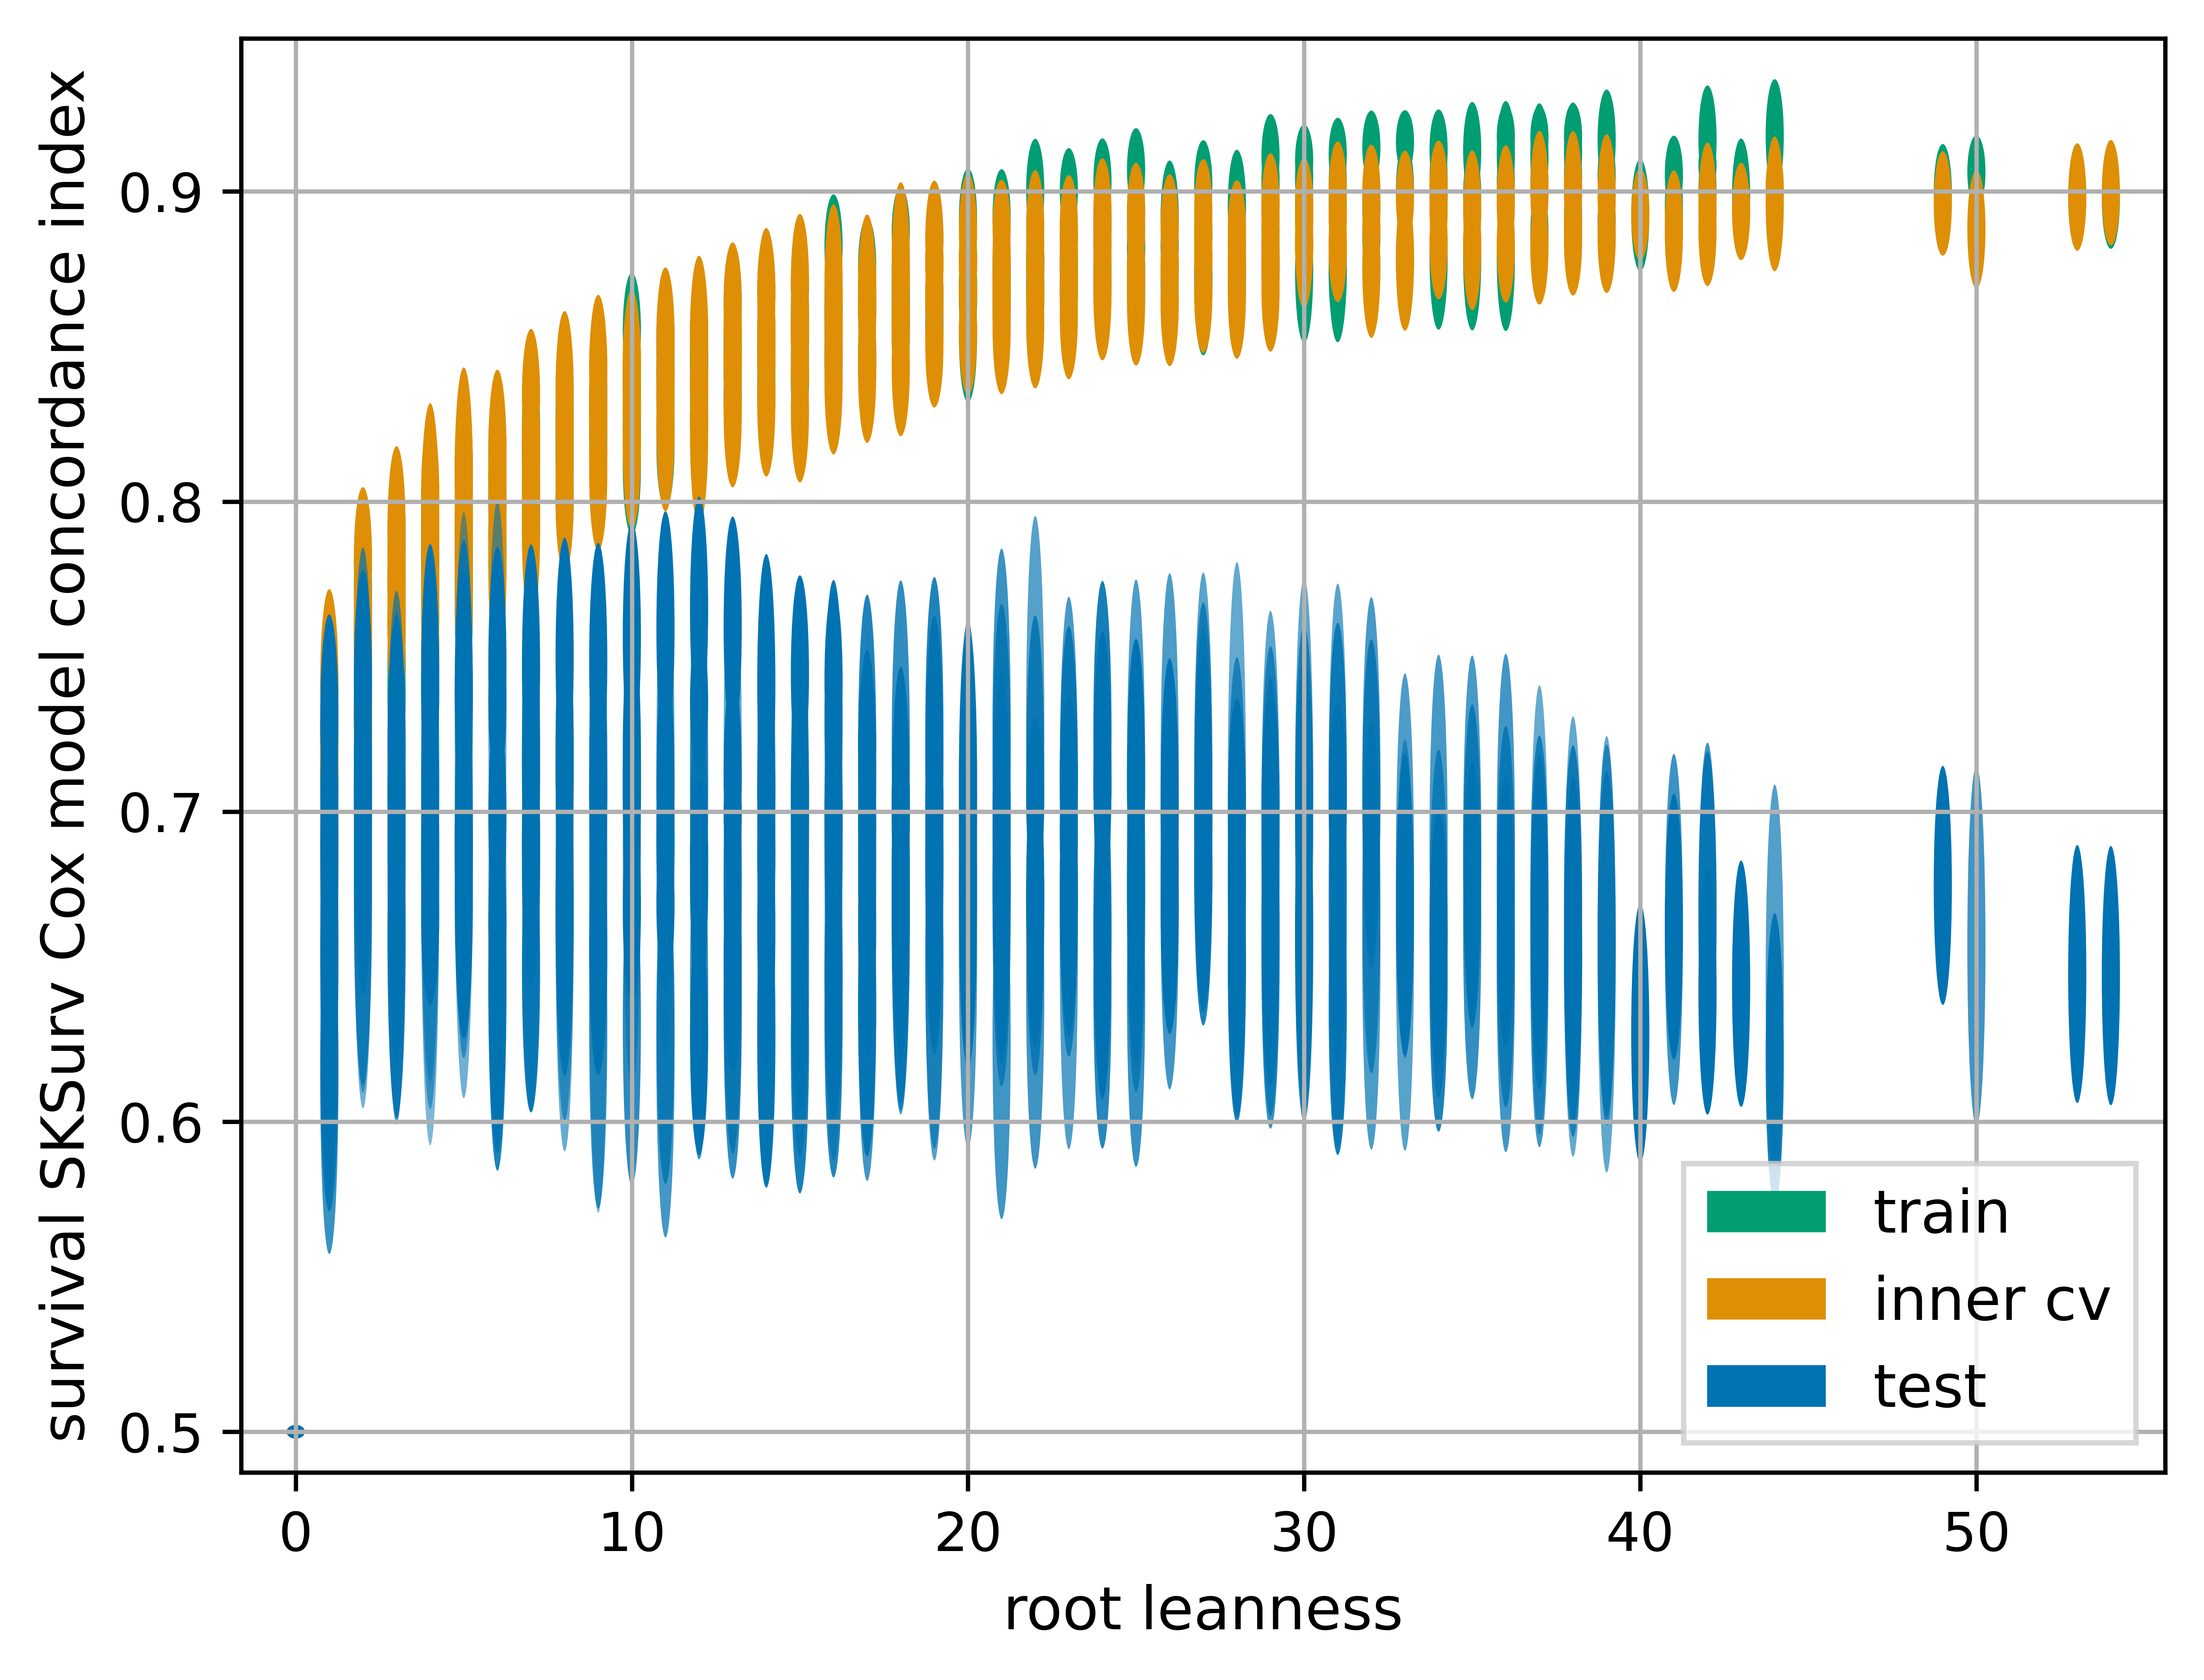 survival SKSurv Cox model concordance index
0.9
0.8
0.7
0.6
0.5
0
10
20
30
40
50
root leanness
train
inner cv
test